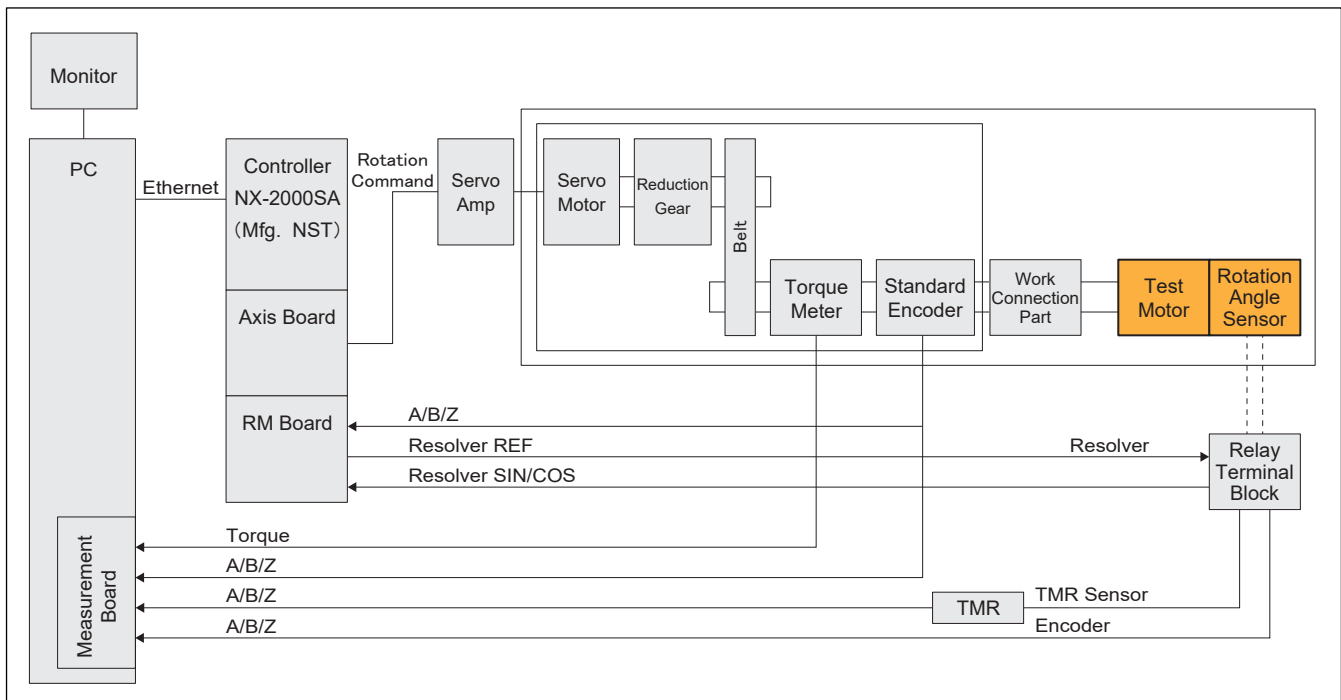 Monitor
PC
Ethernet
Controller
NX-2000SA
（Mfg. NST）
Axis Board
RM Board
Rotation
Command
Servo
Amp
Servo
Motor
Reduction
Gear
Belt
Torque
Meter
Standard
Encoder
Work
Connection
Part
Test
Motor
Rotation
Angle
Sensor
A/B/Z
Resolver REF
Resolver
Resolver SIN/COS
Relay
Terminal
Block
Measurement
Board
Torque
A/B/Z
A/B/Z
TMR
TMR Sensor
A/B/Z
Encoder